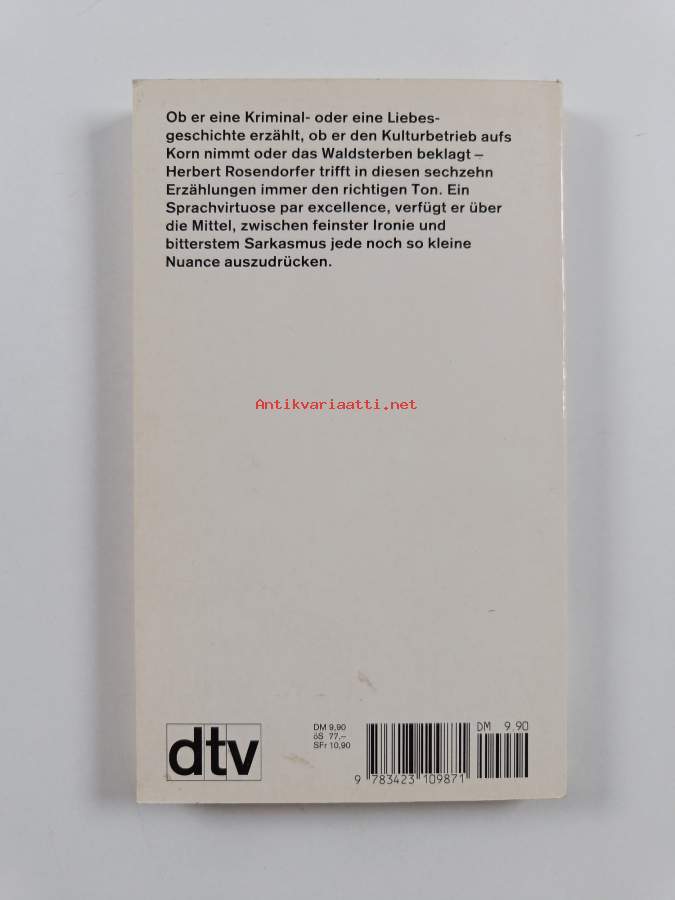 Ob er eine Kriminal- oder eine Liebes-
geschichte erzählt, ob er den Kulturbetrieb aufs
Korn nimmt oder das Waldsterben beklagt –
Herbert Rosendorfer trifft in diesen sechzehn
Erzählungen immer den richtigen Ton. Ein
Sprachvirtuose par excellence, verfügt er über
die Mittel, zwischen feinster Ironie und
bitterstem Sarkasmus jede noch so kleine
Nuance auszudrücken.
Antikvariaatti.net
dtv
DM 9,90
öS 77,–
SFr 10,90
DM 9.90
9 783423 109871